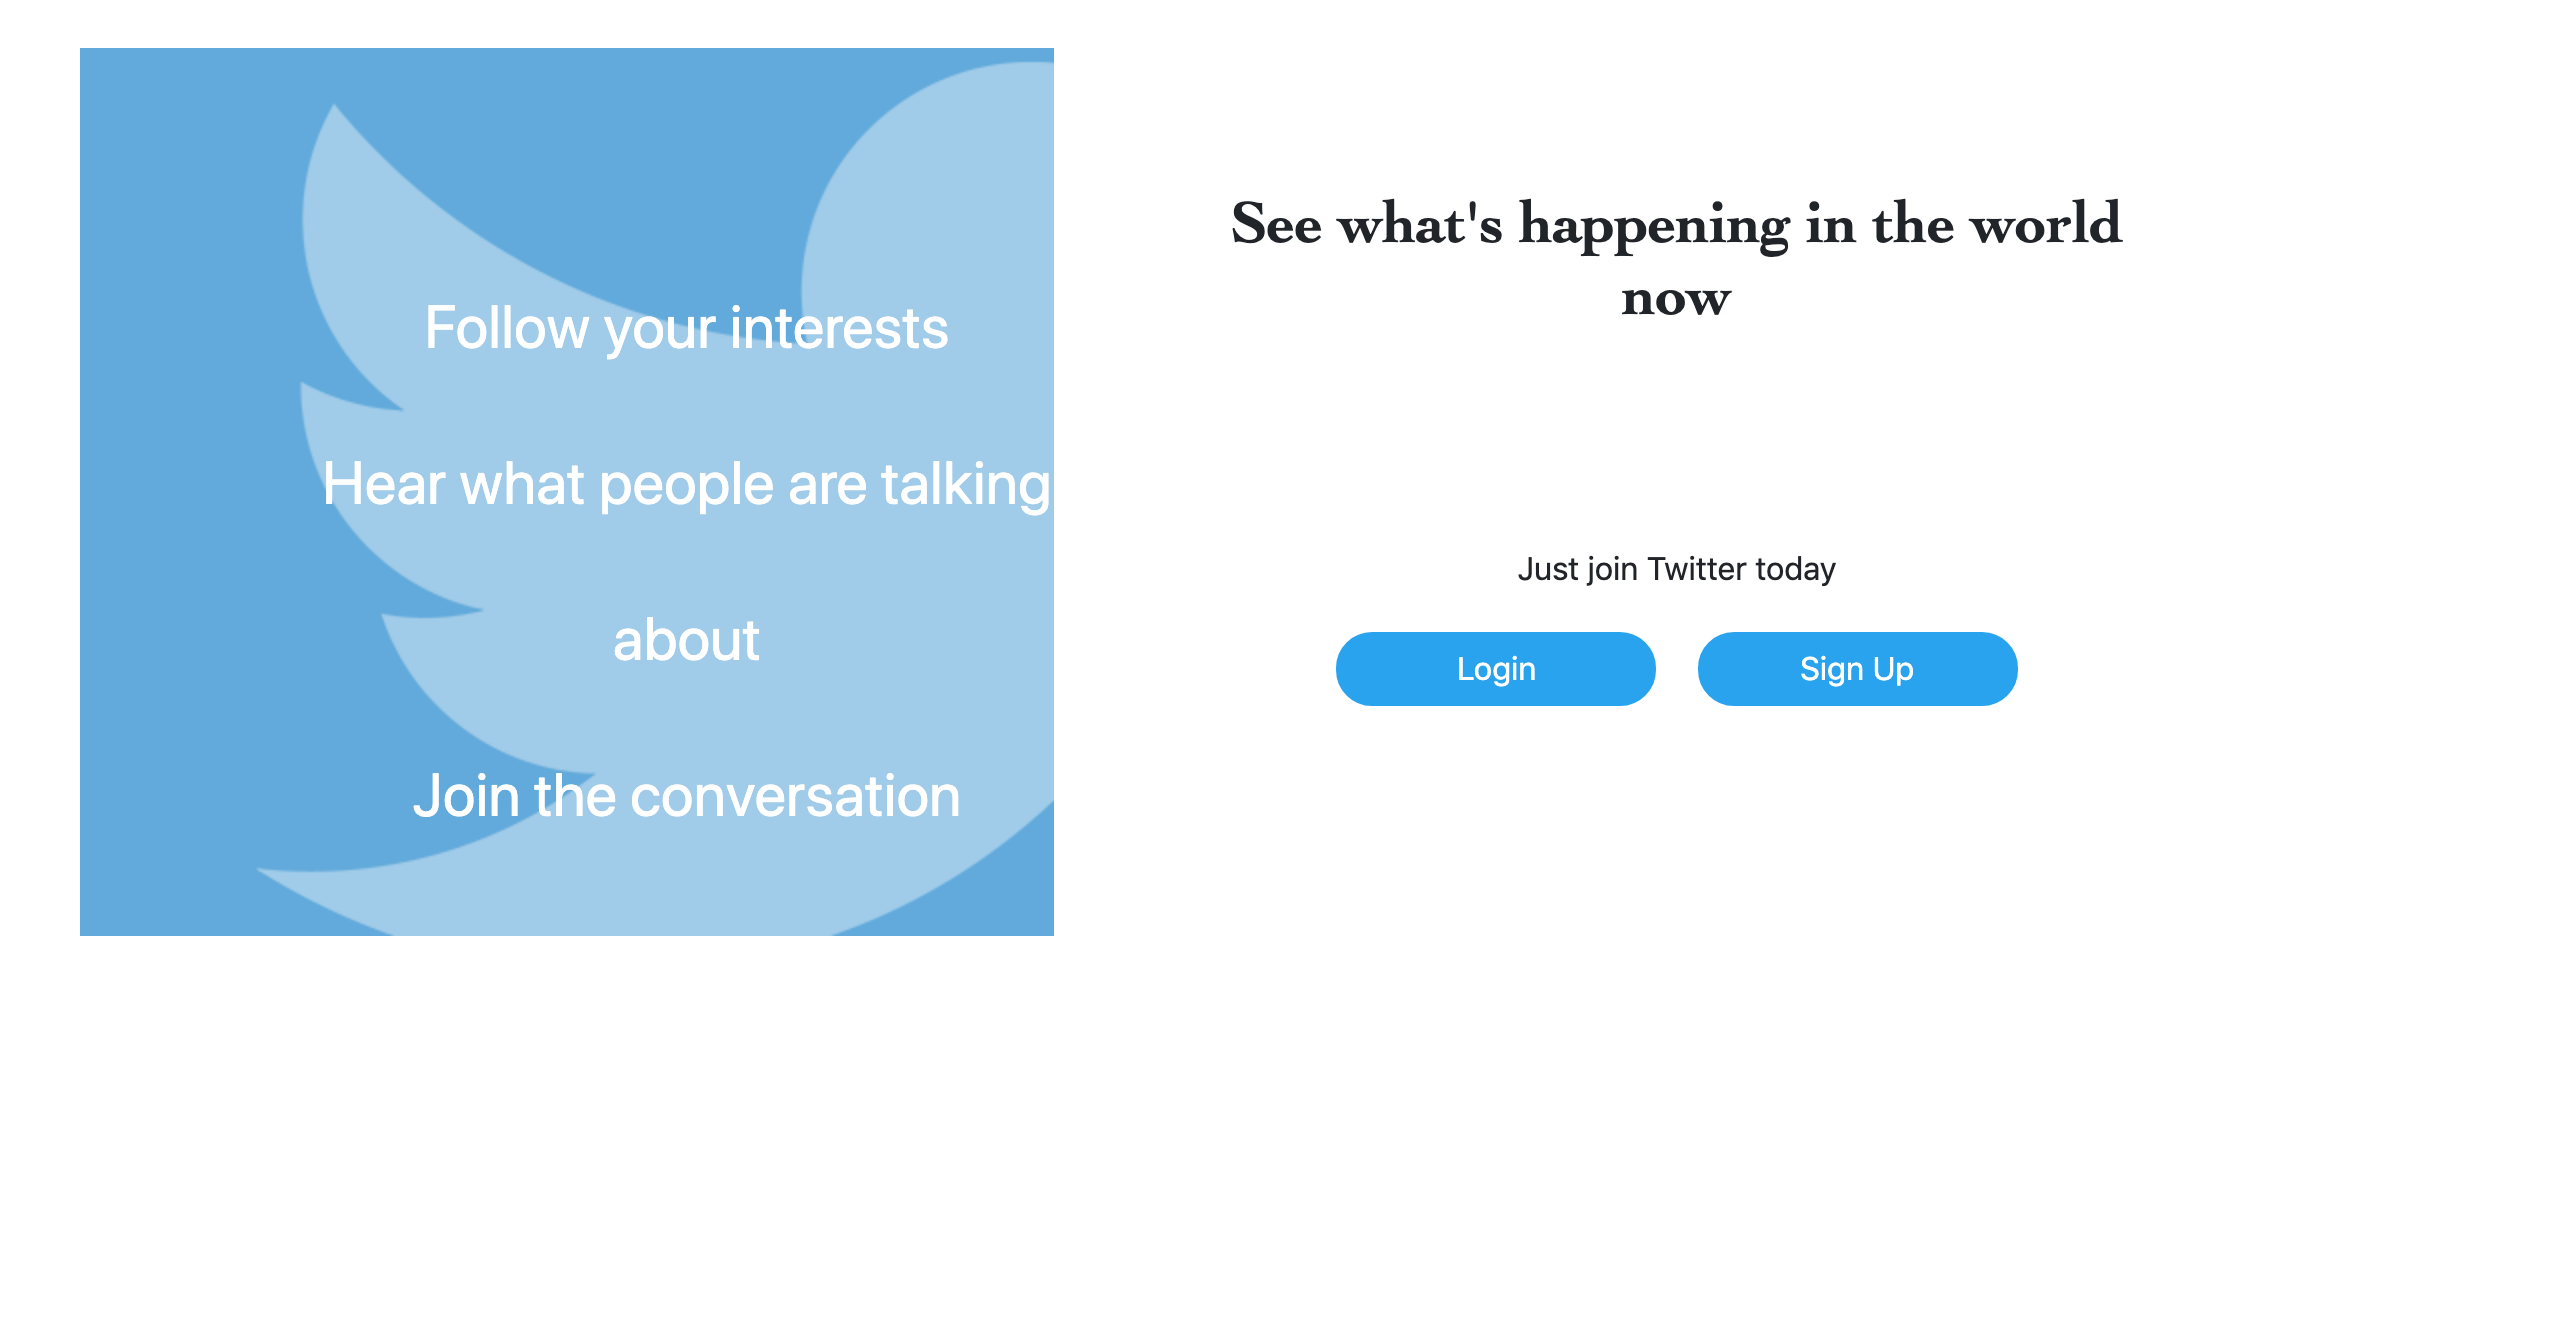 Follow your interests
Hear what people are talking
about
Join the conversation
See what's happening in the world
now
Just join Twitter today
Login
Sign Up